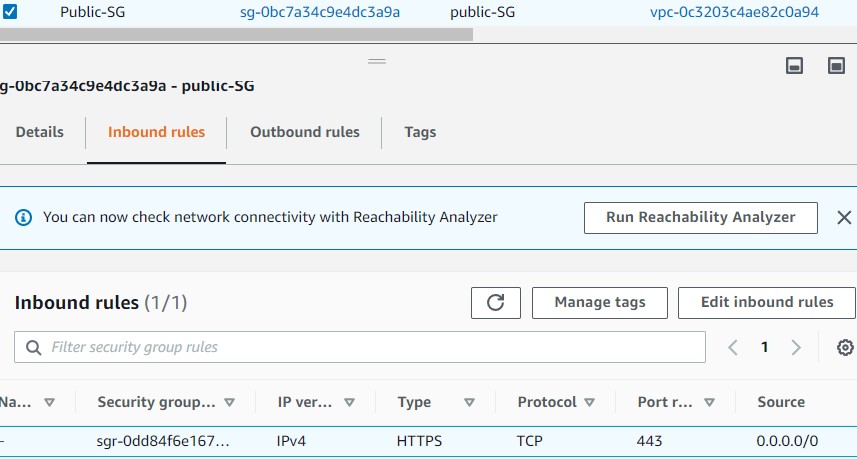 Public-SG sg-0bc7a34c9e4dc3a9a public-SG vpc-0c3203c4ae82c0a94
g-0bc7a34c9e4dc3a9a - public-SG
Details Inbound rules Outbound rules Tags
You can now check network connectivity with Reachability Analyzer Run Reachability Analyzer
Inbound rules (1/1) Manage tags Edit inbound rules
Filter security group rules 1
Na... Security group... IP ver... Type Protocol Port r... Source
- sgr-0dd84f6e167... IPv4 HTTPS TCP 443 0.0.0.0/0